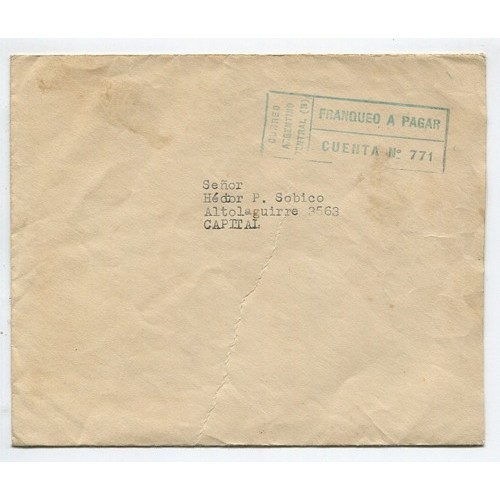 CORREO
ARGENTINO
CENTRAL (B)
FRANQUEO A PAGAR
CUENTA Nº 771
Señor
Héctor P. Sobico
Altolaguirre 3563
CAPITAL